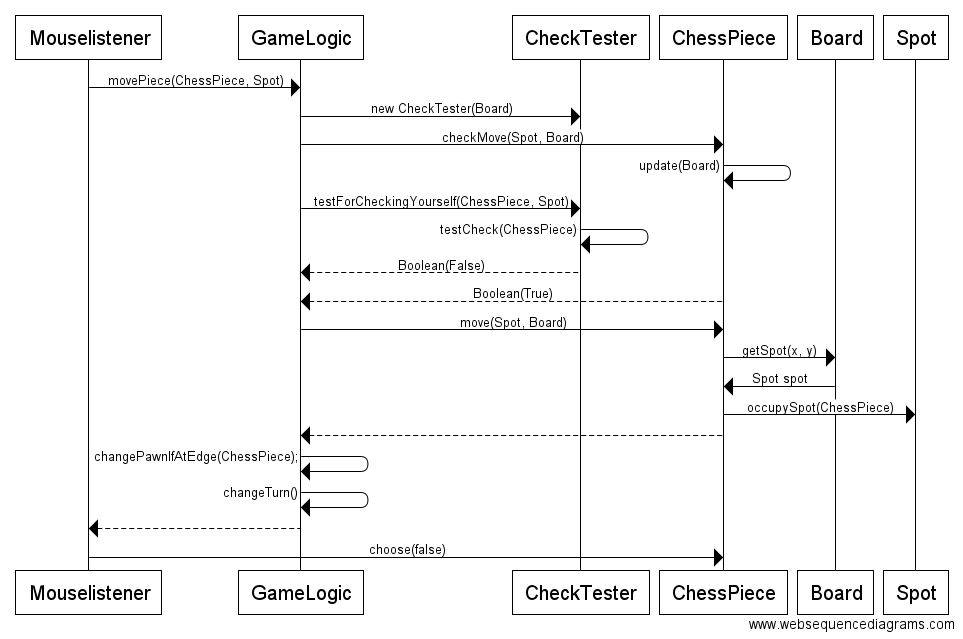 Mouselistener GameLogic CheckTester ChessPiece Board Spot
movePiece(ChessPiece, Spot)
new CheckTester(Board)
checkMove(Spot, Board)
update(Board)
testForCheckingYourself(ChessPiece, Spot)
testCheck(ChessPiece)
Boolean(False)
Boolean(True)
move(Spot, Board)
getSpot(x, y)
Spot spot
occupySpot(ChessPiece)
changePawnIfAtEdge(ChessPiece);
changeTurn()
choose(false)
Mouselistener GameLogic CheckTester ChessPiece Board Spot
www.websequencediagrams.com